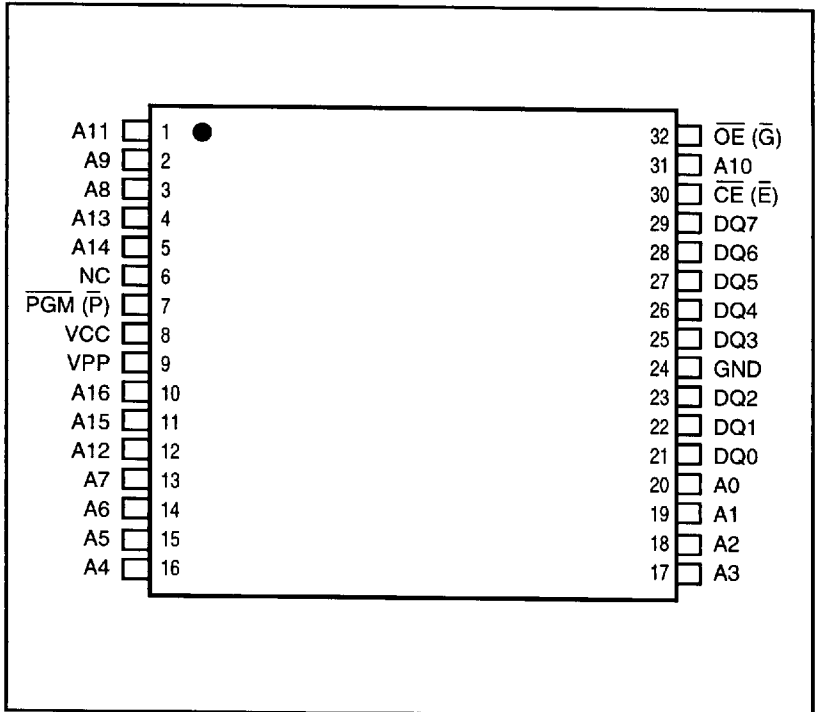 A11 1 32 O̅E̅ (G̅)
A9 2 31 A10
A8 3 30 C̅E̅ (E̅)
A13 4 29 DQ7
A14 5 28 DQ6
NC 6 27 DQ5
P̅G̅M̅ (P̅) 7 26 DQ4
VCC 8 25 DQ3
VPP 9 24 GND
A16 10 23 DQ2
A15 11 22 DQ1
A12 12 21 DQ0
A7 13 20 A0
A6 14 19 A1
A5 15 18 A2
A4 16 17 A3